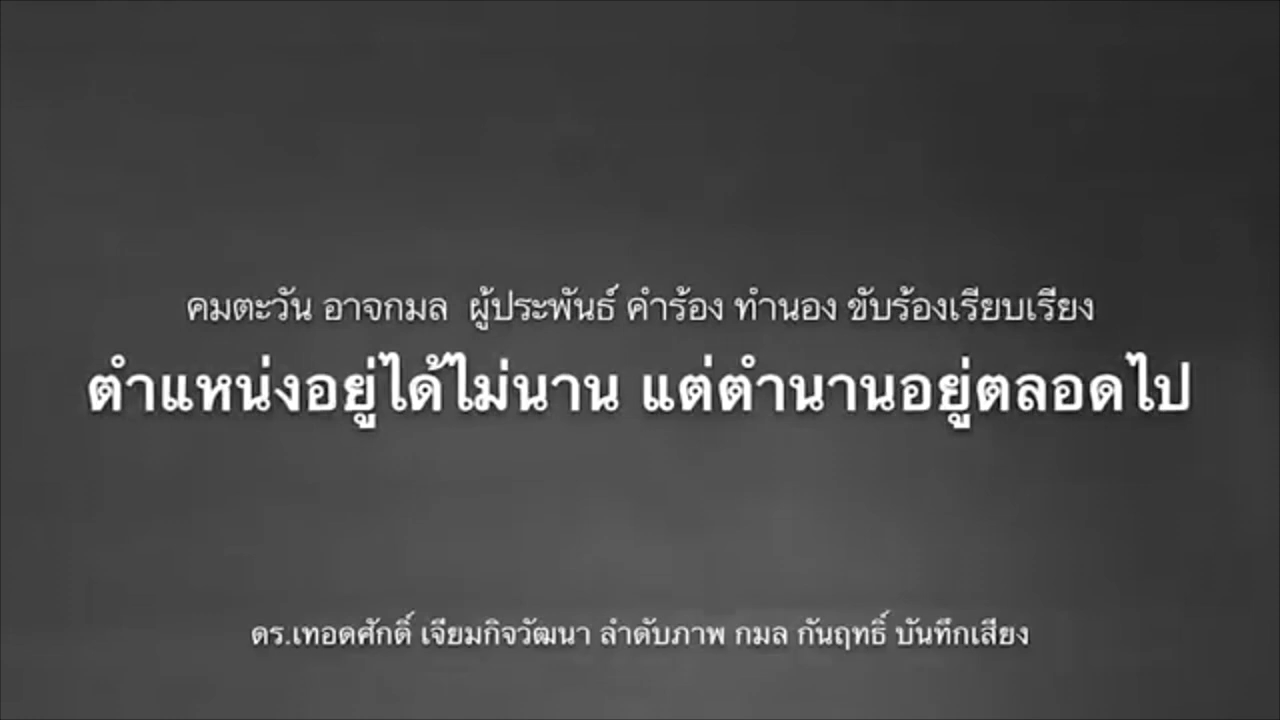 คมตะวัน อาจกมล ผู้ประพันธ์ คำร้อง ทำนอง ขับร้องเรียบเรียง
ตำแหน่งอยู่ได้ไม่นาน แต่ตำนานอยู่ตลอดไป
ดร.เทอดศักดิ์ เจียมกิจวัฒนา ลำดับภาพ กมล กันฤทธิ์ บันทึกเสียง